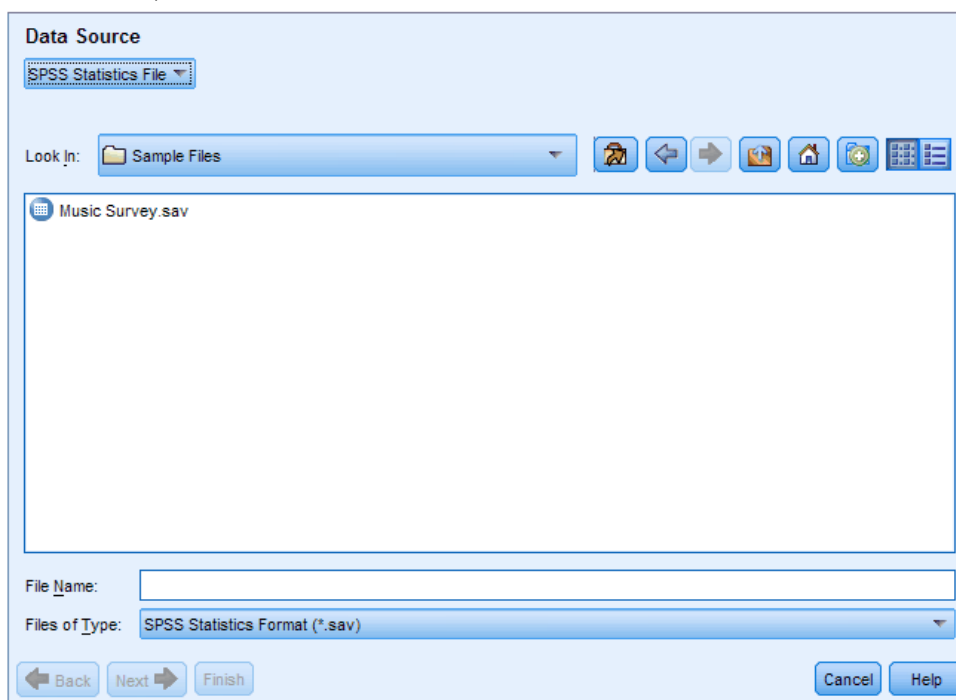 Data Source
SPSS Statistics File
Look In: Sample Files
Music Survey.sav
File Name:
Files of Type: SPSS Statistics Format (*.sav)
Back Next Finish Cancel Help